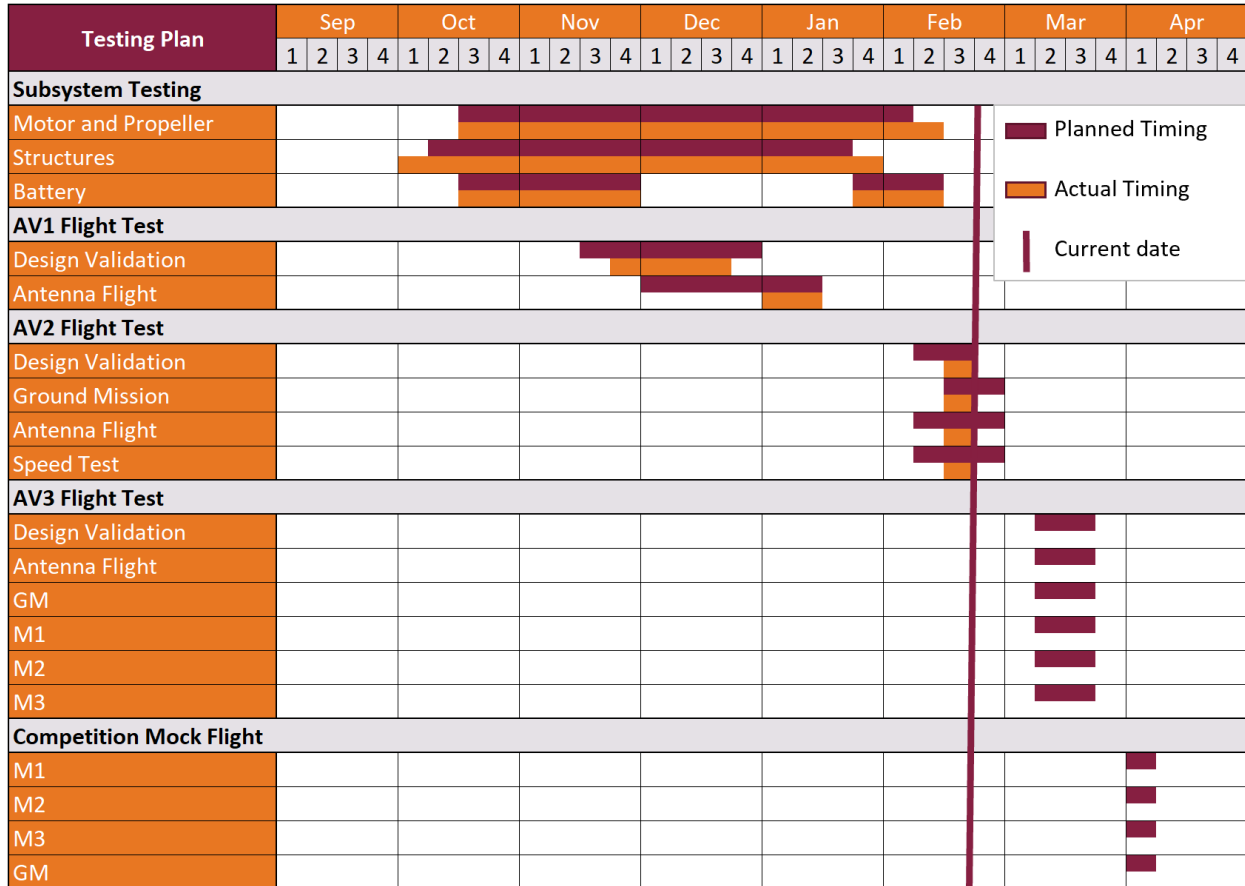 Testing Plan
Sep Oct Nov Dec Jan Feb Mar Apr
1 2 3 4 1 2 3 4 1 2 3 4 1 2 3 4 1 2 3 4 1 2 3 4 1 2 3 4 1 2 3 4
Subsystem Testing
Motor and Propeller
Structures
Battery
Planned Timing
Actual Timing
Current date
AV1 Flight Test
Design Validation
Antenna Flight
AV2 Flight Test
Design Validation
Ground Mission
Antenna Flight
Speed Test
AV3 Flight Test
Design Validation
Antenna Flight
GM
M1
M2
M3
Competition Mock Flight
M1
M2
M3
GM